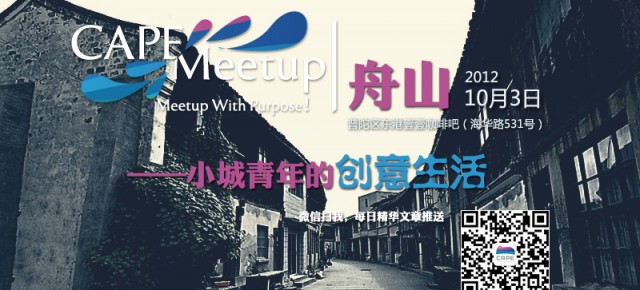 CAPE
Meetup
Meetup With Purpose!
舟山
2012
10月3日
普陀区东港壹壹咖啡吧（海华路531号）
——小城青年的创意生活
微信扫我，每日精华文章推送
CAPE